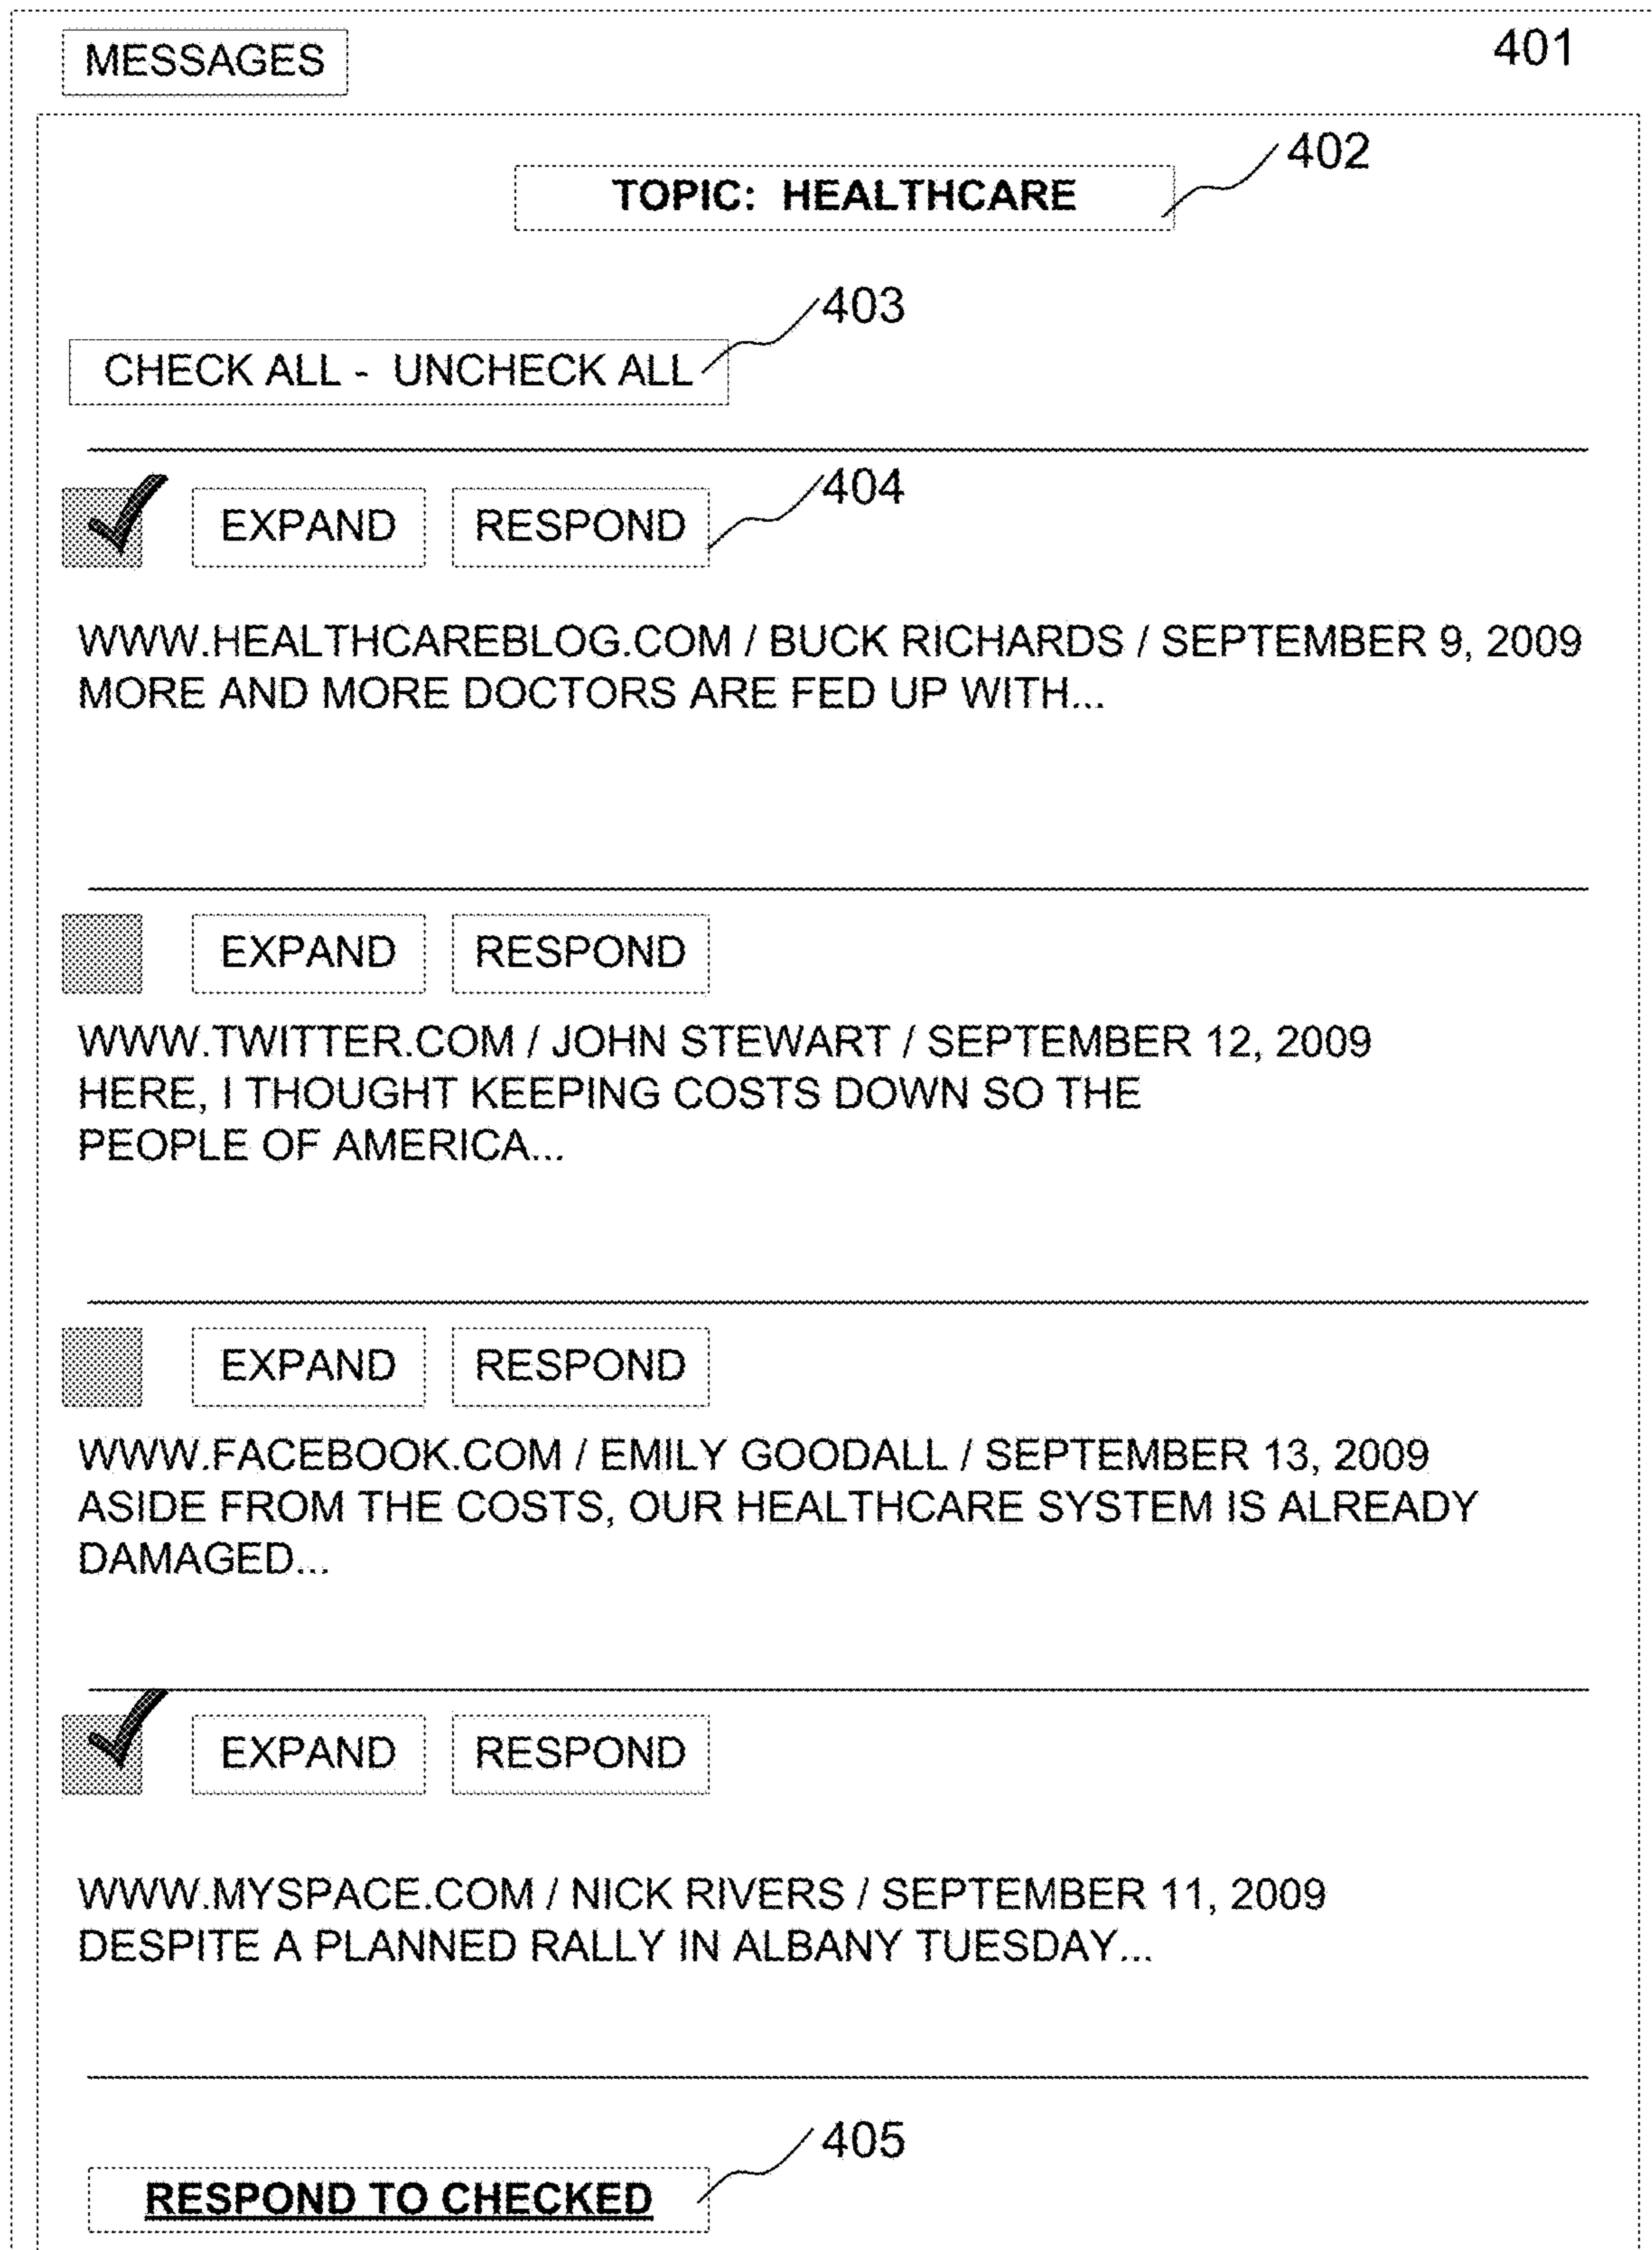 MESSAGES
401
TOPIC: HEALTHCARE
402
403
CHECK ALL - UNCHECK ALL
404
EXPAND RESPOND
WWW.HEALTHCAREBLOG.COM / BUCK RICHARDS / SEPTEMBER 9, 2009
MORE AND MORE DOCTORS ARE FED UP WITH...
EXPAND RESPOND
WWW.TWITTER.COM / JOHN STEWART / SEPTEMBER 12, 2009
HERE, I THOUGHT KEEPING COSTS DOWN SO THE
PEOPLE OF AMERICA...
EXPAND RESPOND
WWW.FACEBOOK.COM / EMILY GOODALL / SEPTEMBER 13, 2009
ASIDE FROM THE COSTS, OUR HEALTHCARE SYSTEM IS ALREADY
DAMAGED...
EXPAND RESPOND
WWW.MYSPACE.COM / NICK RIVERS / SEPTEMBER 11, 2009
DESPITE A PLANNED RALLY IN ALBANY TUESDAY...
405
RESPOND TO CHECKED